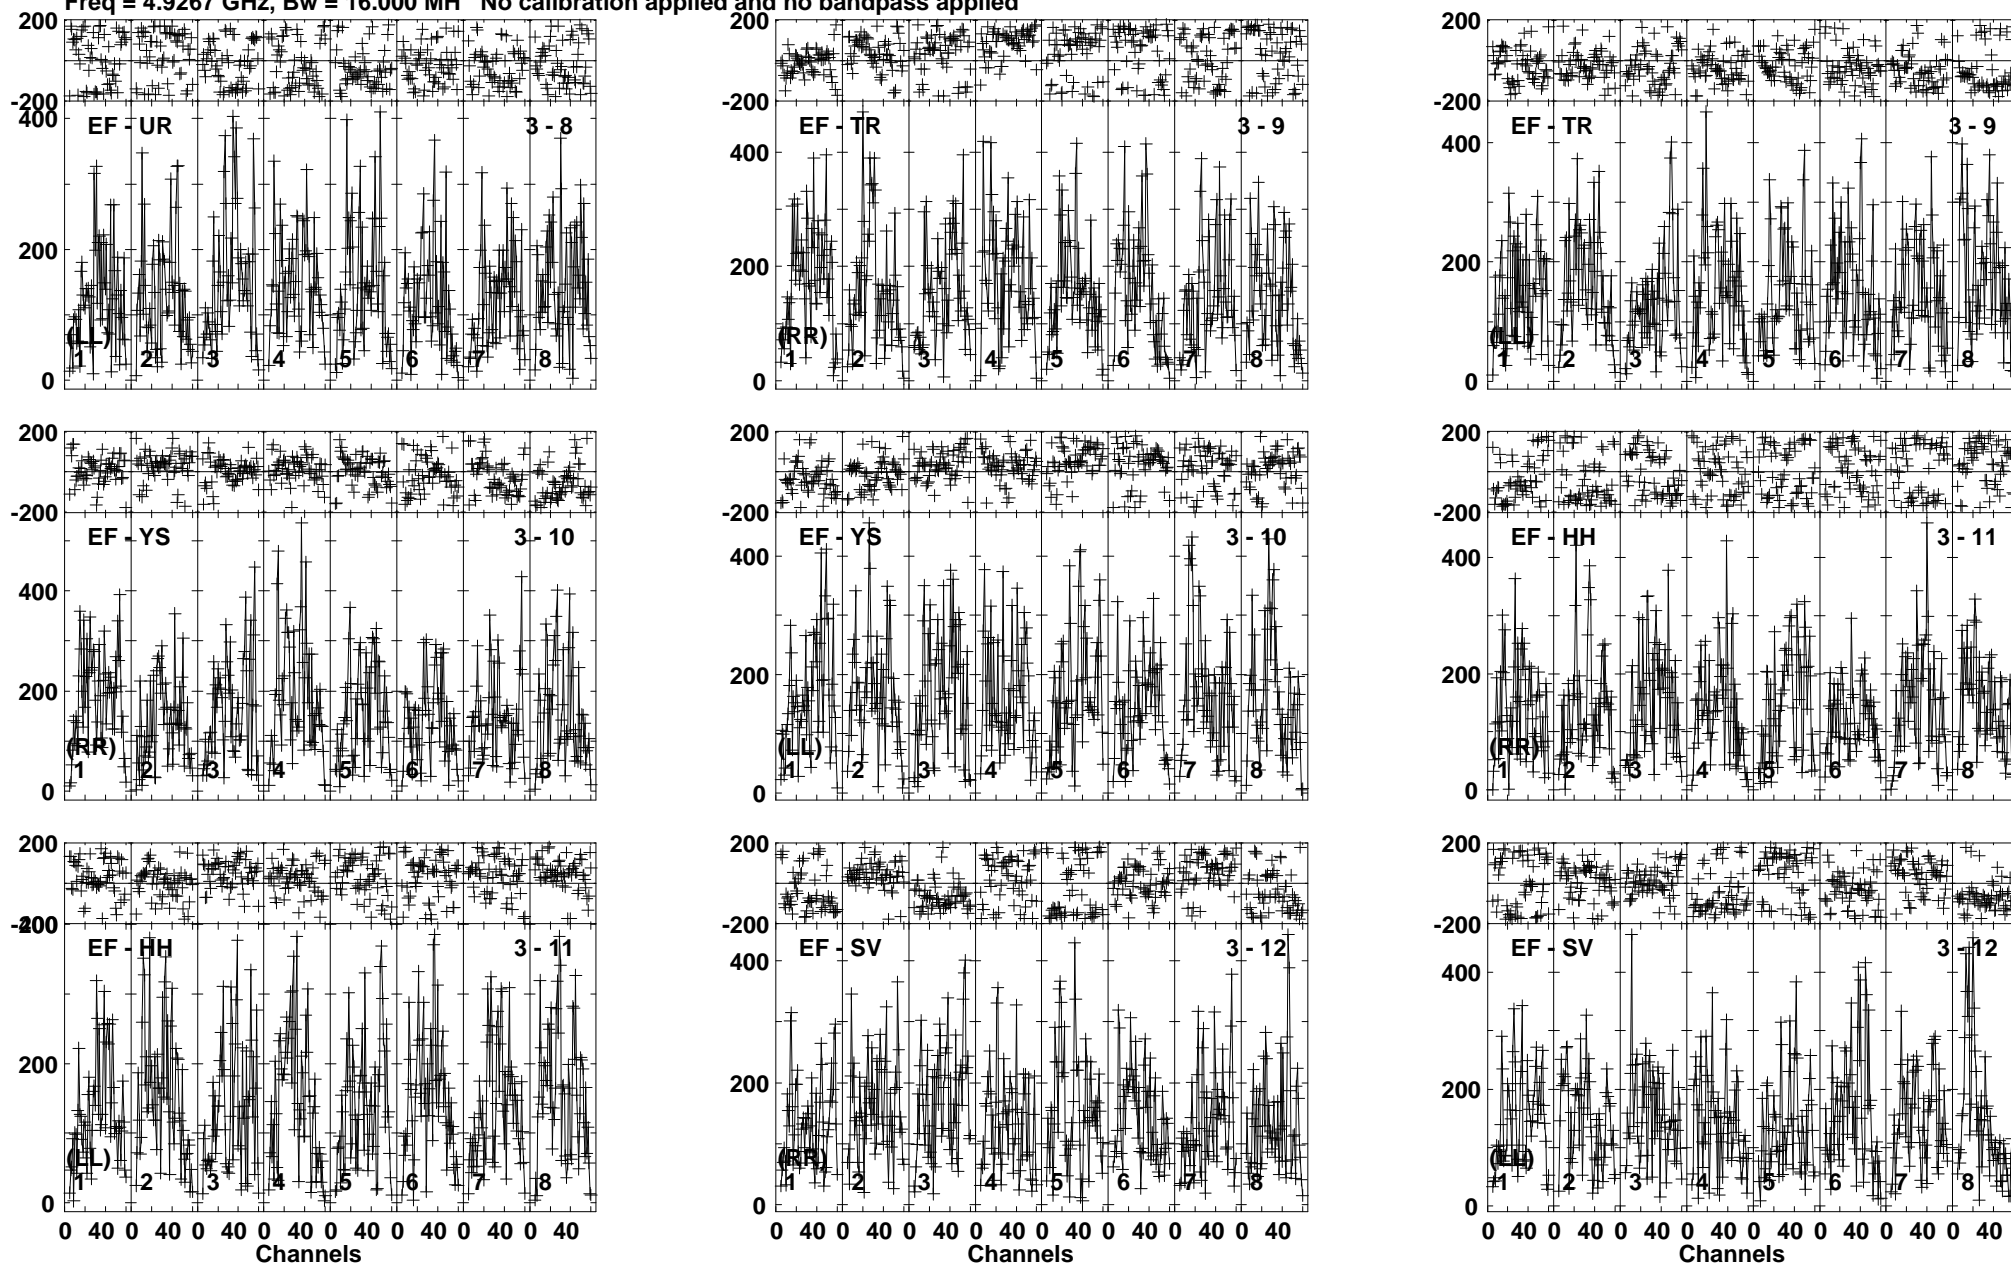 Freq = 4.9267 GHz, Bw = 16.000 MH No calibration applied and no bandpass applied
200 200 200
-200 -200 -200
400 EF - UR 3 - 8 400 EF - TR 3 - 9 400 EF - TR 3 - 9
200 200 200
(LL) (RR) (LL)
1 2 3 4 5 6 7 8 1 2 3 4 5 6 7 8 1 2 3 4 5 6 7 8
0 0 0
200 200 200
-200 -200 -200
EF - YS 3 - 10 EF - YS 3 - 10 EF - HH 3 - 11
400 400 400
200 200 200
(RR) (LL) (RR)
1 2 3 4 5 6 7 8 1 2 3 4 5 6 7 8 1 2 3 4 5 6 7 8
0 0 0
200 200 200
-200 -200 -200
400 EF - HH 3 - 11 400 EF - SV 3 - 12 400 EF - SV 3 - 12
200 200 200
(LL) (RR) (LL)
1 2 3 4 5 6 7 8 1 2 3 4 5 6 7 8 1 2 3 4 5 6 7 8
0 0 0
0 40 0 40 0 40 0 40 0 40 0 40 0 40 0 40 0 40 0 40 0 40 0 40 0 40 0 40 0 40 0 40 0 40 0 40 0 40 0 40 0 40 0 40 0 40 0 40
Channels Channels Channels